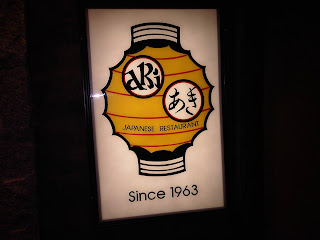 aKi
あき
JAPANESE RESTAURANT
Since 1963